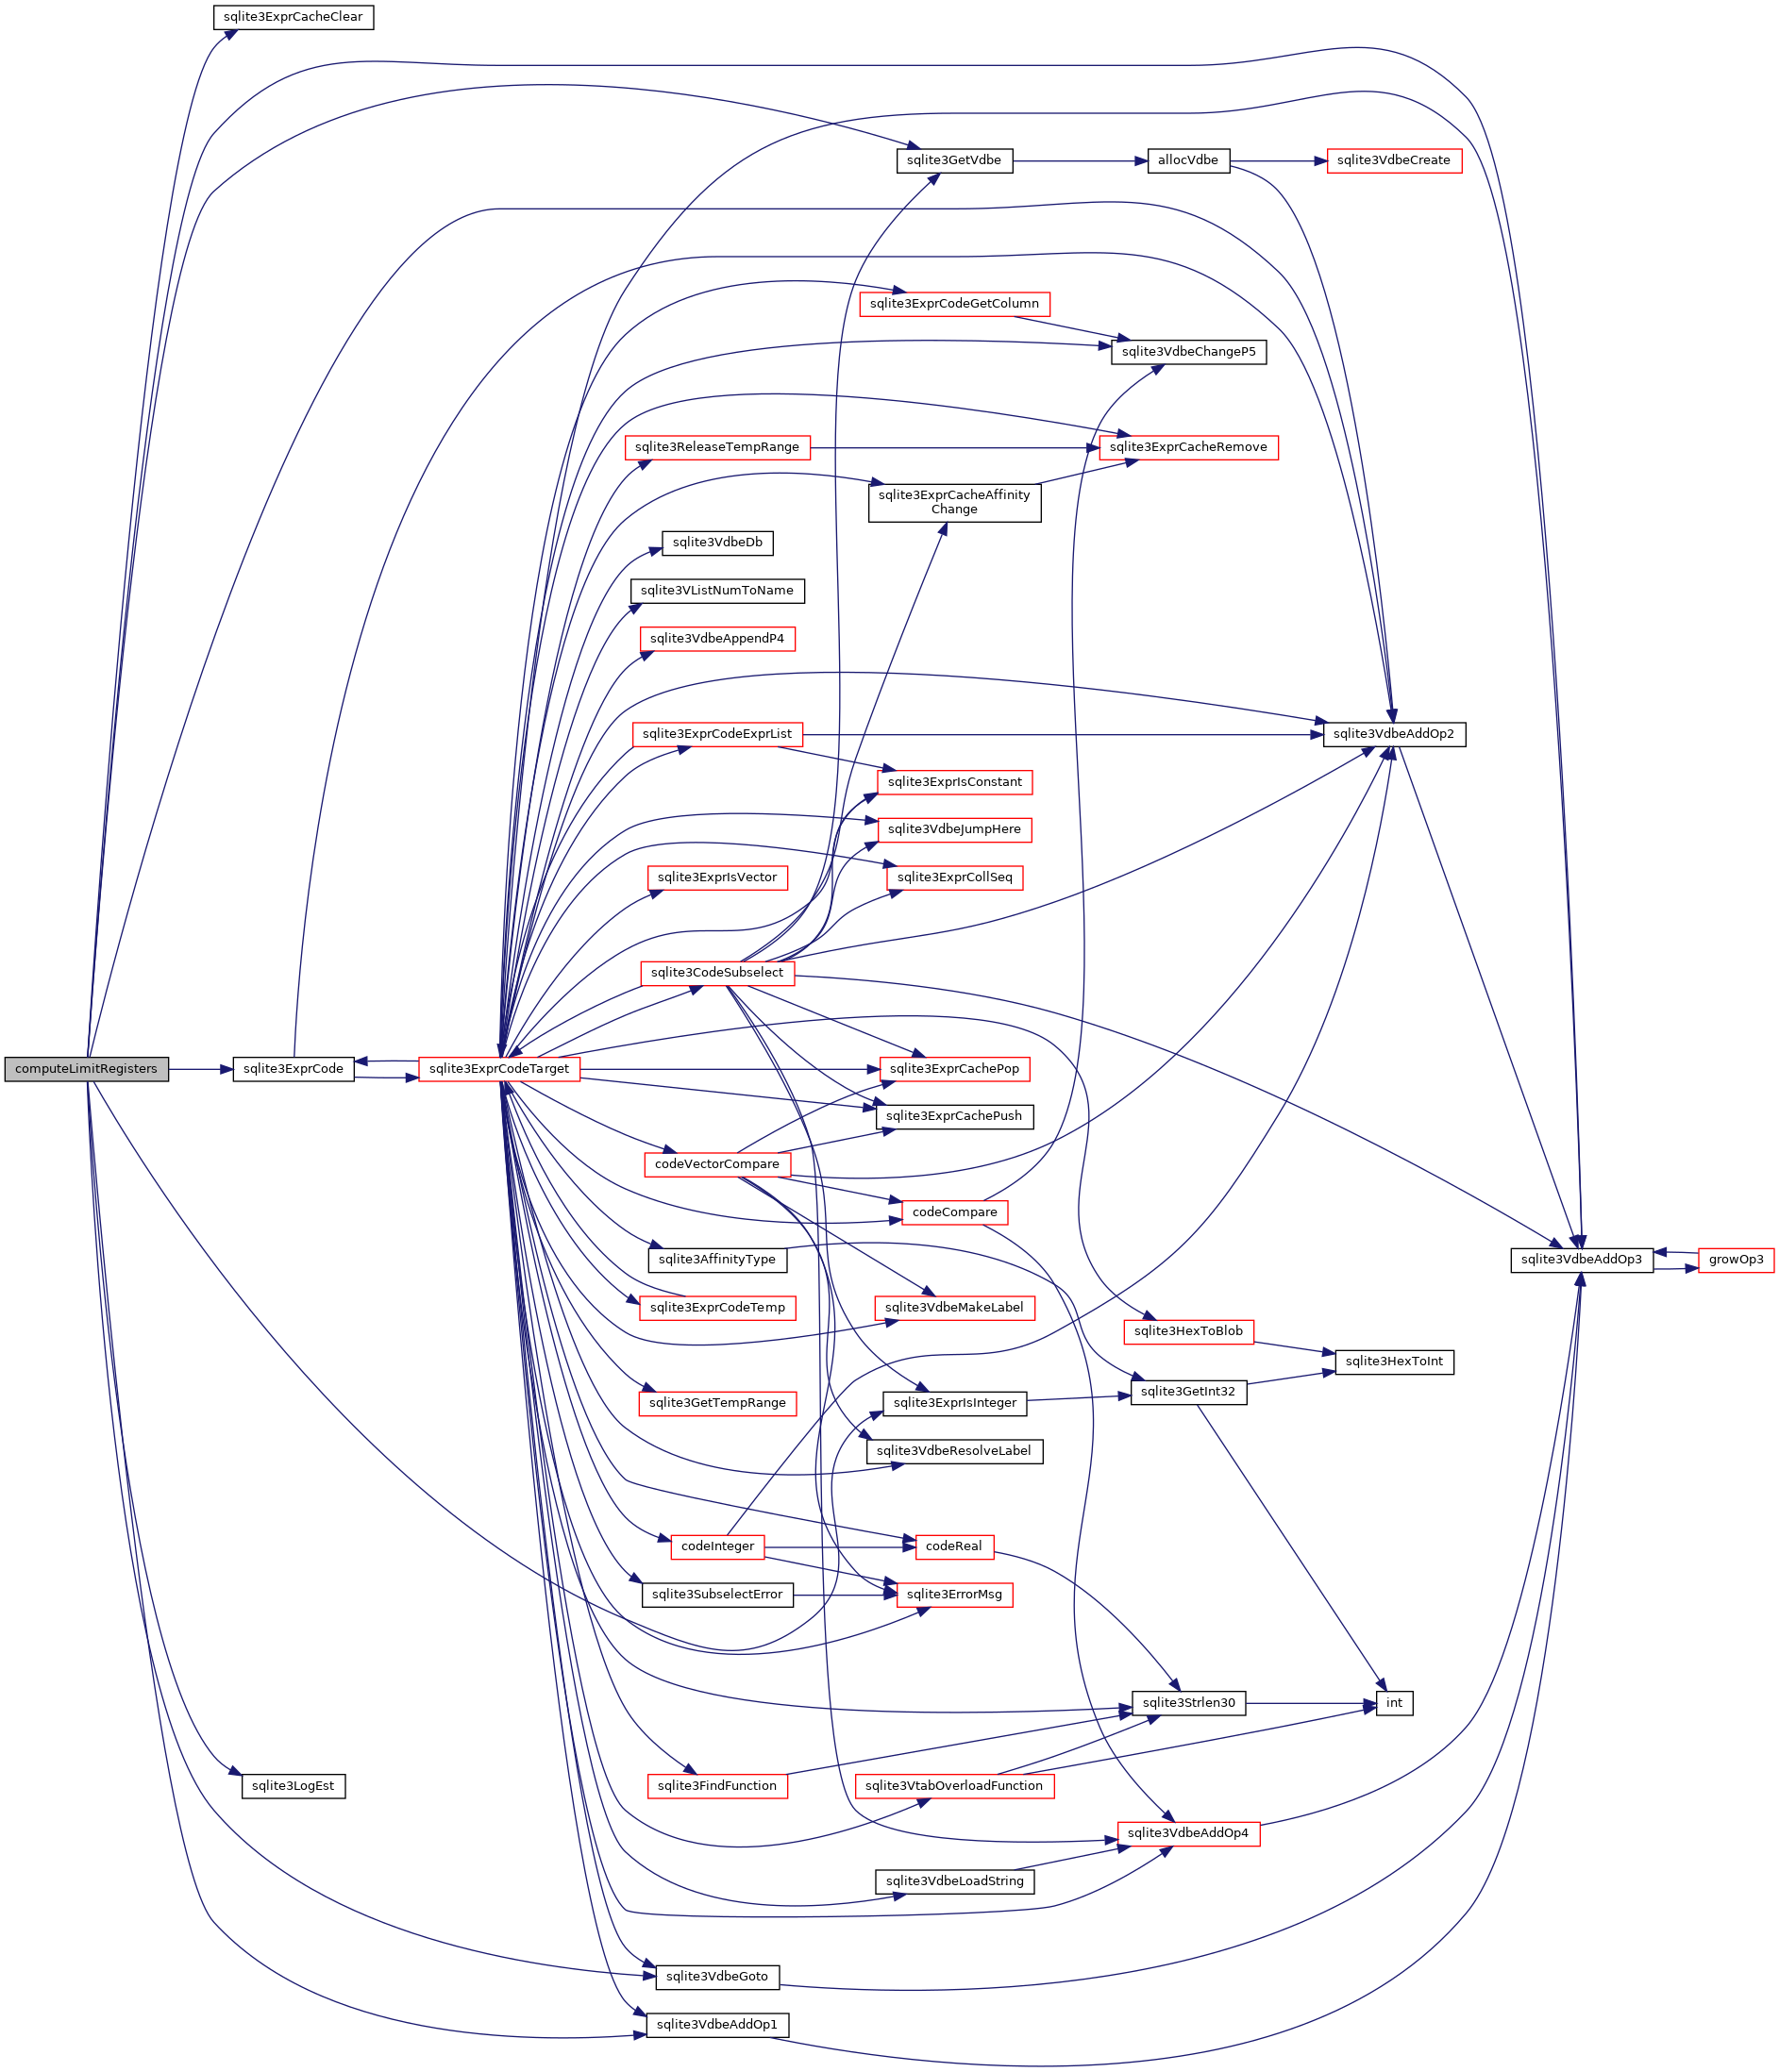 sqlite3ExprCacheClear
sqlite3GetVdbe
allocVdbe
sqlite3VdbeCreate
sqlite3ExprCodeGetColumn
sqlite3VdbeChangeP5
sqlite3ReleaseTempRange
sqlite3ExprCacheRemove
sqlite3ExprCacheAffinity
Change
sqlite3VdbeDb
sqlite3VListNumToName
sqlite3VdbeAppendP4
sqlite3ExprCodeExprList
sqlite3VdbeAddOp2
sqlite3ExprIsConstant
sqlite3VdbeJumpHere
sqlite3ExprIsVector
sqlite3ExprCollSeq
sqlite3CodeSubselect
computeLimitRegisters
sqlite3ExprCode
sqlite3ExprCodeTarget
sqlite3ExprCachePop
sqlite3ExprCachePush
codeVectorCompare
codeCompare
sqlite3AffinityType
sqlite3VdbeAddOp3
growOp3
sqlite3ExprCodeTemp
sqlite3VdbeMakeLabel
sqlite3HexToBlob
sqlite3HexToInt
sqlite3GetTempRange
sqlite3ExprIsInteger
sqlite3GetInt32
sqlite3VdbeResolveLabel
codeInteger
codeReal
sqlite3SubselectError
sqlite3ErrorMsg
sqlite3Strlen30
int
sqlite3LogEst
sqlite3FindFunction
sqlite3VtabOverloadFunction
sqlite3VdbeAddOp4
sqlite3VdbeLoadString
sqlite3VdbeGoto
sqlite3VdbeAddOp1